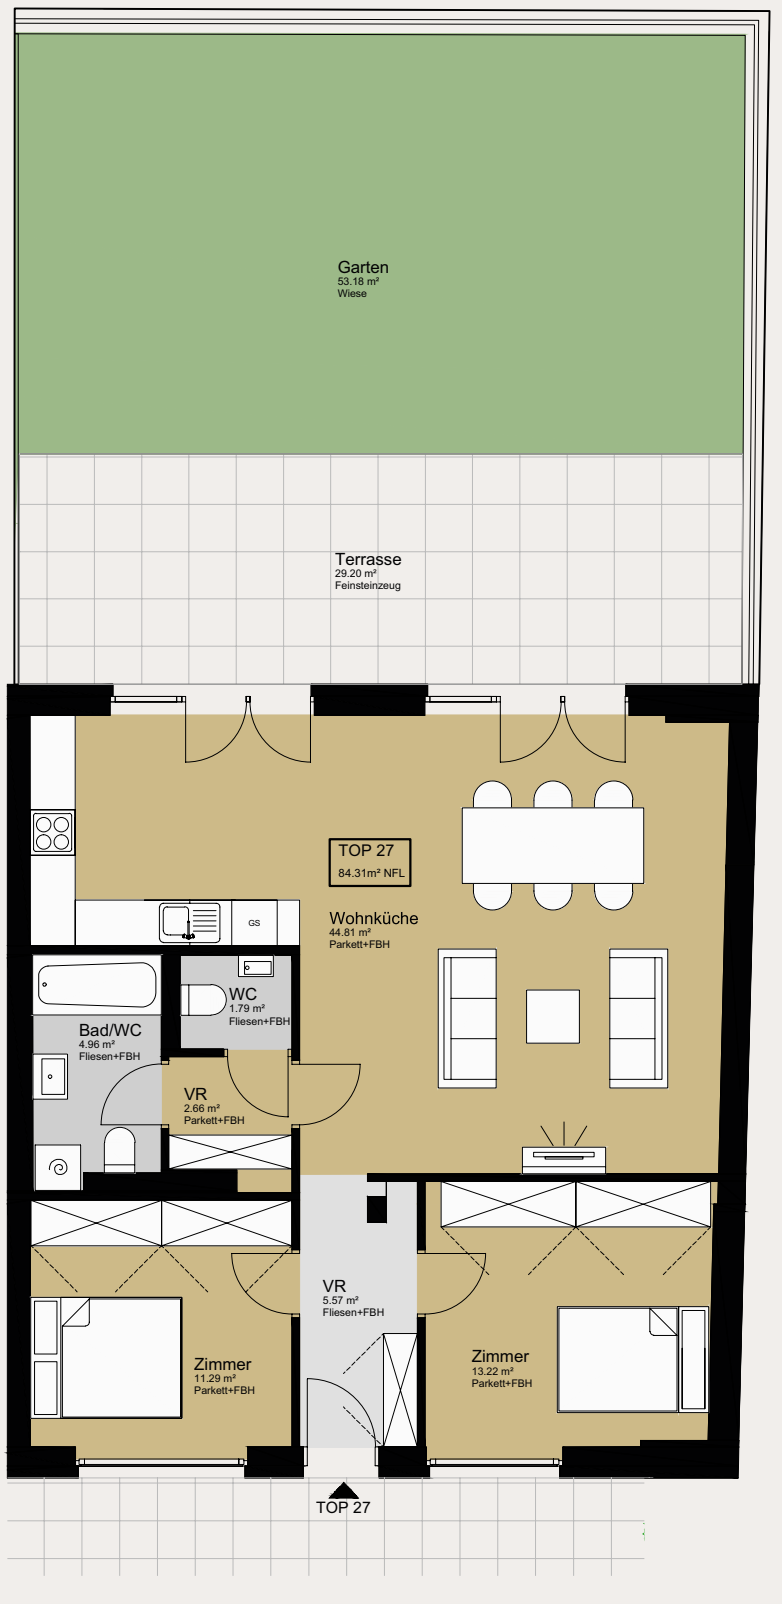 Garten
53.18 m²
Wiese
Terrasse
29.20 m²
Feinsteinzeug
TOP 27
84.31m² NFL
Wohnküche
44.81 m²
Parkett+FBH
GS
WC
1.79 m²
Fliesen+FBH
Bad/WC
4.96 m²
Fliesen+FBH
VR
2.66 m²
Parkett+FBH
VR
5.57 m²
Fliesen+FBH
Zimmer
11.29 m²
Parkett+FBH
Zimmer
13.22 m²
Parkett+FBH
TOP 27